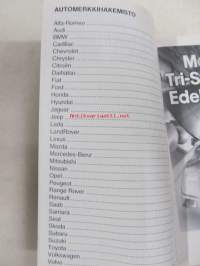 AUTOMERKKIHAKEMISTO
Alfa-Romeo
Audi
BMW
Cadillac
Chevrolet
Chrysler
Citroën
Daihatsu
Fiat
Ford
Honda
Hyundai
Jaguar
Jeep
Lada
LandRover
Lexus
Mazda
Mercedes-Benz
Mitsubishi
Nissan
Opel
Peugeot
Range Rover
Renault
Saab
Samara
Seat
Skoda
Subaru
Suzuki
Toyota
Volkswagen
Volvo
Mo
Tri-S
Edel